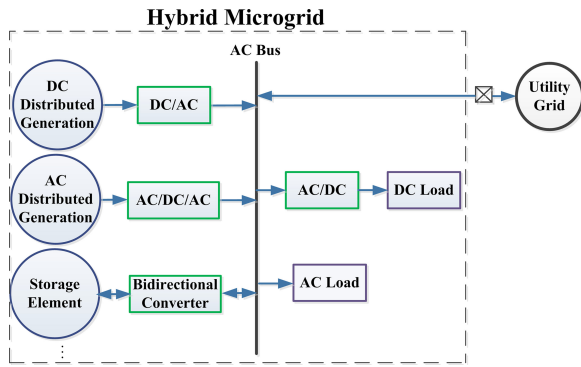 Hybrid Microgrid
AC Bus
DC
Distributed
Generation
DC/AC
Utility
Grid
AC
Distributed
Generation
AC/DC/AC
AC/DC
DC Load
Storage
Element
Bidirectional
Converter
AC Load